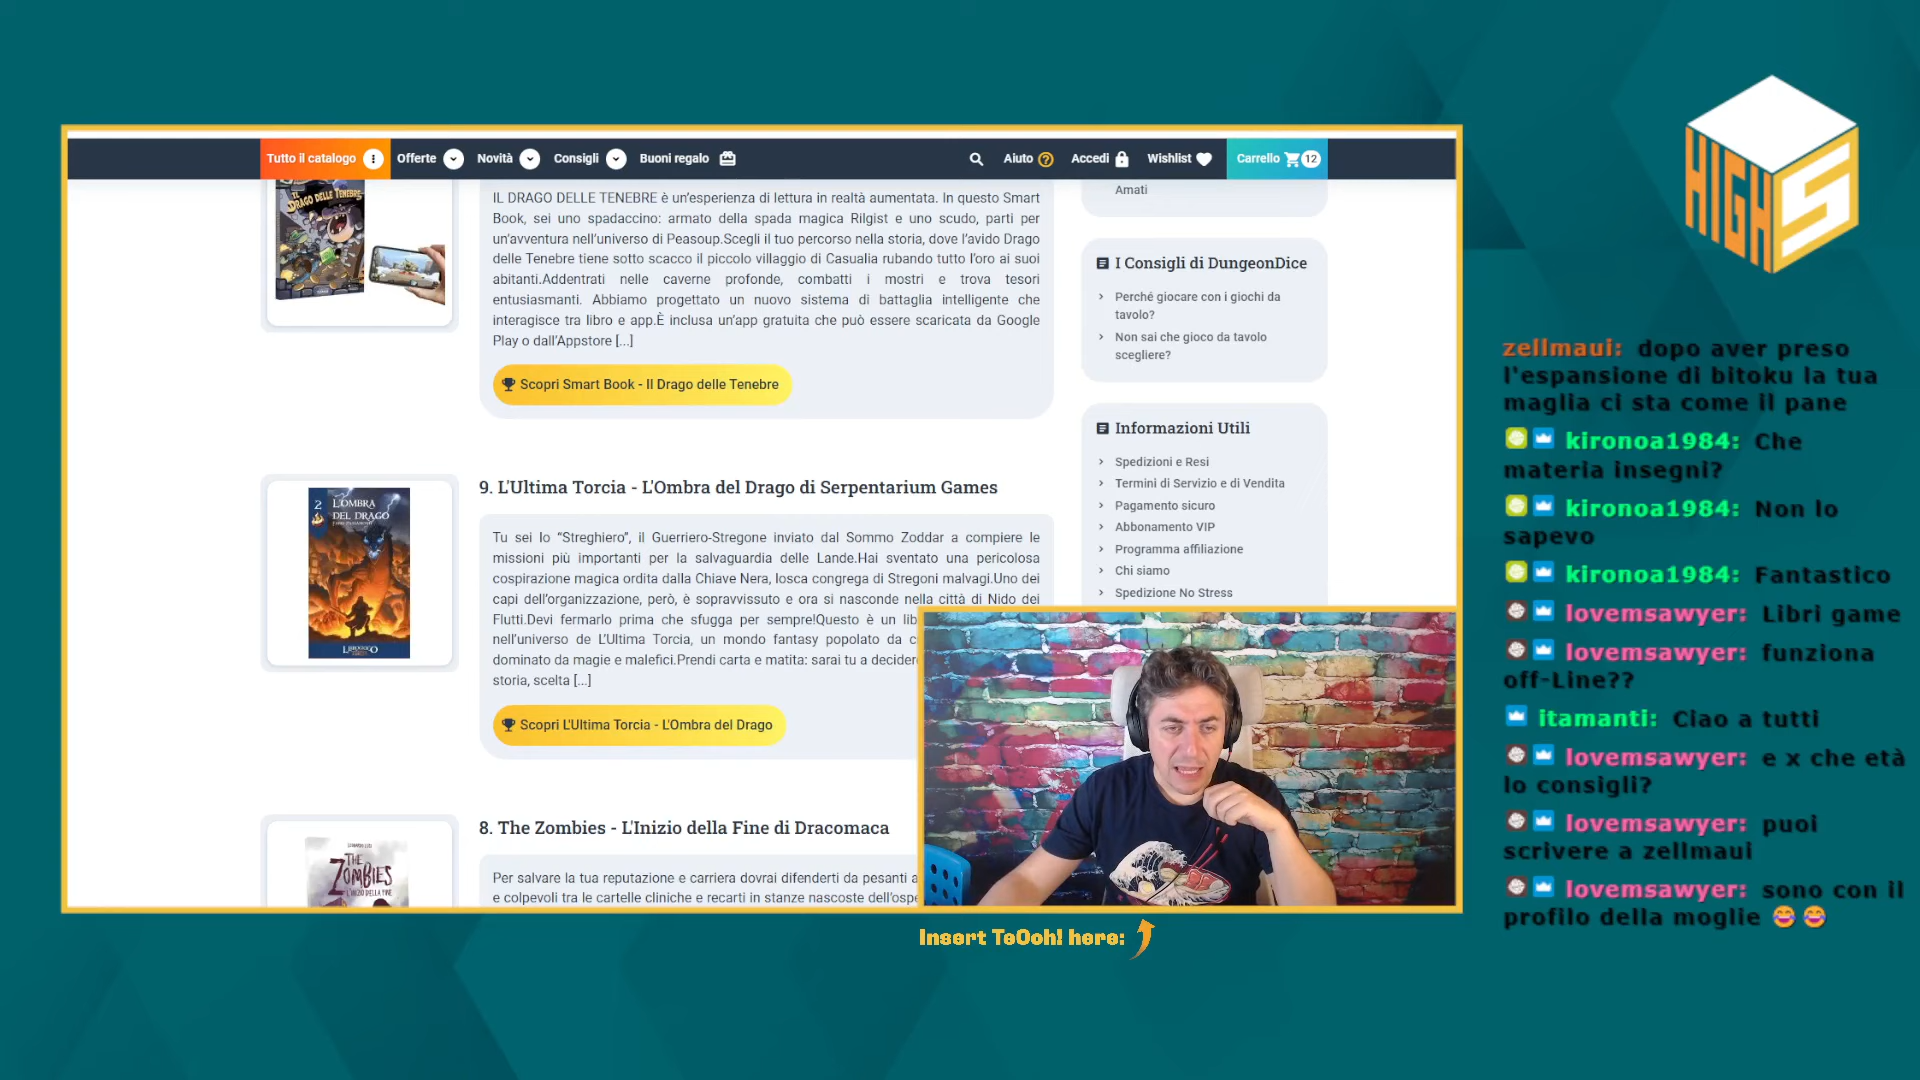 Tutto il catalogo
Offerte
Novità
Consigli
Buoni regalo
Aiuto
Accedi
Wishlist
Carrello 12
IL DRAGO DELLE TENEBRE
IL DRAGO DELLE TENEBRE è un'esperienza di lettura in realtà aumentata. In questo Smart
Book, sei uno spadaccino: armato della spada magica Rilgist e uno scudo, parti per
un'avventura nell'universo di Peasoup.Scegli il tuo percorso nella storia, dove l'avido Drago
delle Tenebre tiene sotto scacco il piccolo villaggio di Casualia rubando tutto l'oro ai suoi
abitanti.Addentrati nelle caverne profonde, combatti i mostri e trova tesori
entusiasmanti. Abbiamo progettato un nuovo sistema di battaglia intelligente che
interagisce tra libro e app.È inclusa un'app gratuita che può essere scaricata da Google
Play o dall'Appstore [...]
Scopri Smart Book - Il Drago delle Tenebre
9. L'Ultima Torcia - L'Ombra del Drago di Serpentarium Games
2
L'OMBRA
DEL DRAGO
LIBROGIOCO
Tu sei lo "Streghiero", il Guerriero-Stregone inviato dal Sommo Zoddar a compiere le
missioni più importanti per la salvaguardia delle Lande.Hai sventato una pericolosa
cospirazione magica ordita dalla Chiave Nera, losca congrega di Stregoni malvagi.Uno dei
capi dell'organizzazione, però, è sopravvissuto e ora si nasconde nella città di Nido dei
Flutti.Devi fermarlo prima che sfugga per sempre!Questo è un lib
nell'universo de L'Ultima Torcia, un mondo fantasy popolato da c
dominato da magie e malefici.Prendi carta e matita: sarai tu a decidere
storia, scelta [...]
Scopri L'Ultima Torcia - L'Ombra del Drago
8. The Zombies - L'Inizio della Fine di Dracomaca
THE
ZOMBIES
L'INIZIO DELLA FINE
Per salvare la tua reputazione e carriera dovrai difenderti da pesanti a
e colpevoli tra le cartelle cliniche e recarti in stanze nascoste dell'ospe
Amati
I Consigli di DungeonDice
Perché giocare con i giochi da
tavolo?
Non sai che gioco da tavolo
scegliere?
Informazioni Utili
Spedizioni e Resi
Termini di Servizio e di Vendita
Pagamento sicuro
Abbonamento VIP
Programma affiliazione
Chi siamo
Spedizione No Stress
Insert TeOoh! here:
HIGH 5
zellmaui: dopo aver preso
l'espansione di bitoku la tua
maglia ci sta come il pane
kironoa1984: Che
materia insegni?
kironoa1984: Non lo
sapevo
kironoa1984: Fantastico
lovemsawyer: Libri game
lovemsawyer: funziona
off-Line??
itamanti: Ciao a tutti
lovemsawyer: e x che età
lo consigli?
lovemsawyer: puoi
scrivere a zellmaui
lovemsawyer: sono con il
profilo della moglie 😂 😂